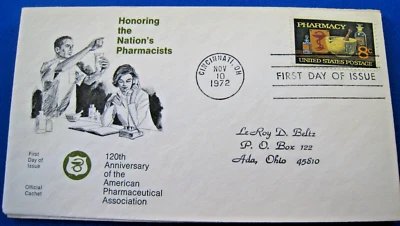 Honoring
the
Nation's
Pharmacists
First
Day of
Issue
Official
Cachet
120th
Anniversary
of the
American
Pharmaceutical
Association
CINCINNATI, OH
NOV
10
1972
PHARMACY
8c
UNITED STATES POSTAGE
FIRST DAY OF ISSUE
LeRoy D. Beltz
P. O. Box 122
Ada, Ohio 45810